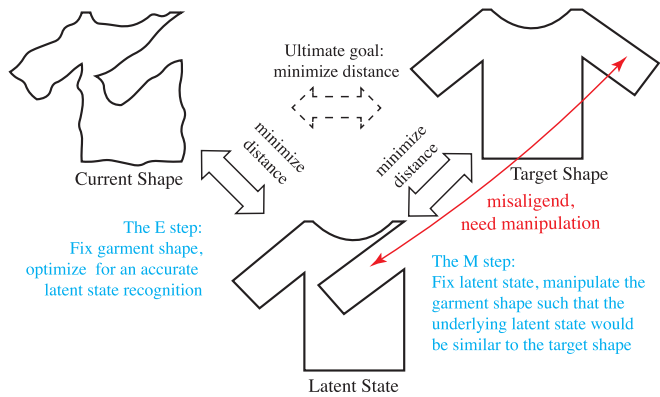 Ultimate goal:
minimize distance
minimize
distance
minimize
distance
Current Shape
Target Shape
misaligend,
need manipulation
The E step:
Fix garment shape,
optimize for an accurate
latent state recognition
The M step:
Fix latent state, manipulate the
garment shape such that the
underlying latent state would
be similar to the target shape
Latent State